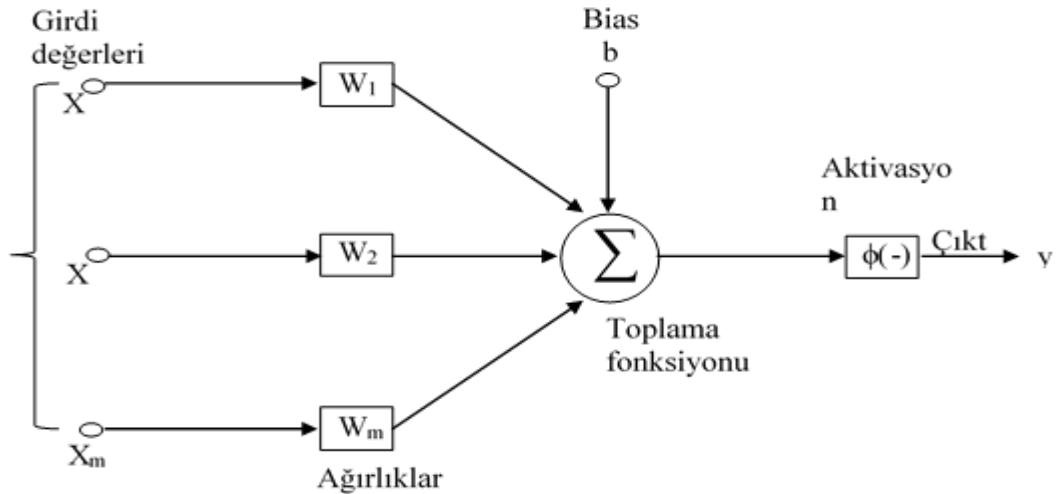 Girdi
değerleri
X
W₁
Bias
b
X
W₂
∑
Aktivasyo
n
ϕ(-)
Çıkt
y
Toplama
fonksiyonu
Xₘ
Wₘ
Ağırlıklar